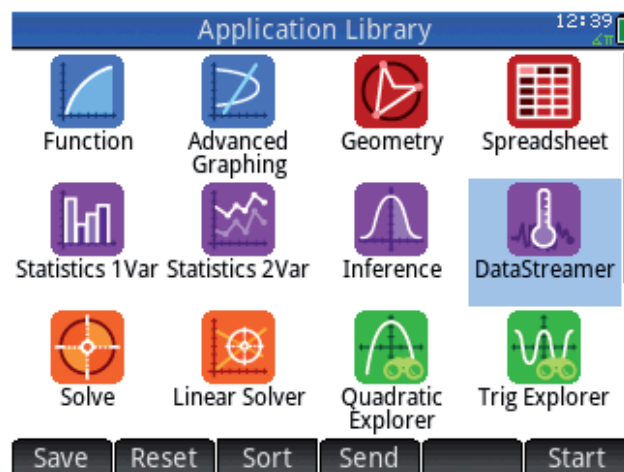 Application Library 12:39
∡π
Function Advanced Graphing Geometry Spreadsheet
Statistics 1Var Statistics 2Var Inference DataStreamer
Solve Linear Solver Quadratic Explorer Trig Explorer
Save Reset Sort Send Start